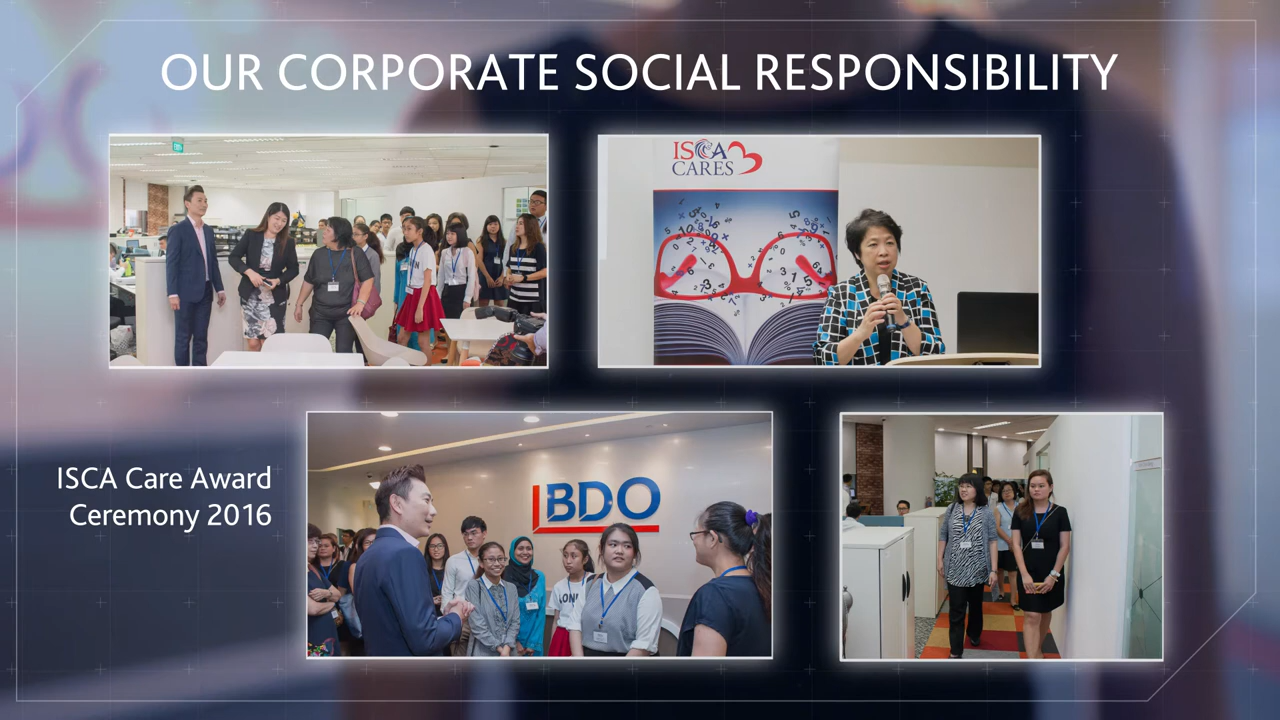 OUR CORPORATE SOCIAL RESPONSIBILITY
ISCA
CARES
ISCA Care Award
Ceremony 2016
BDO